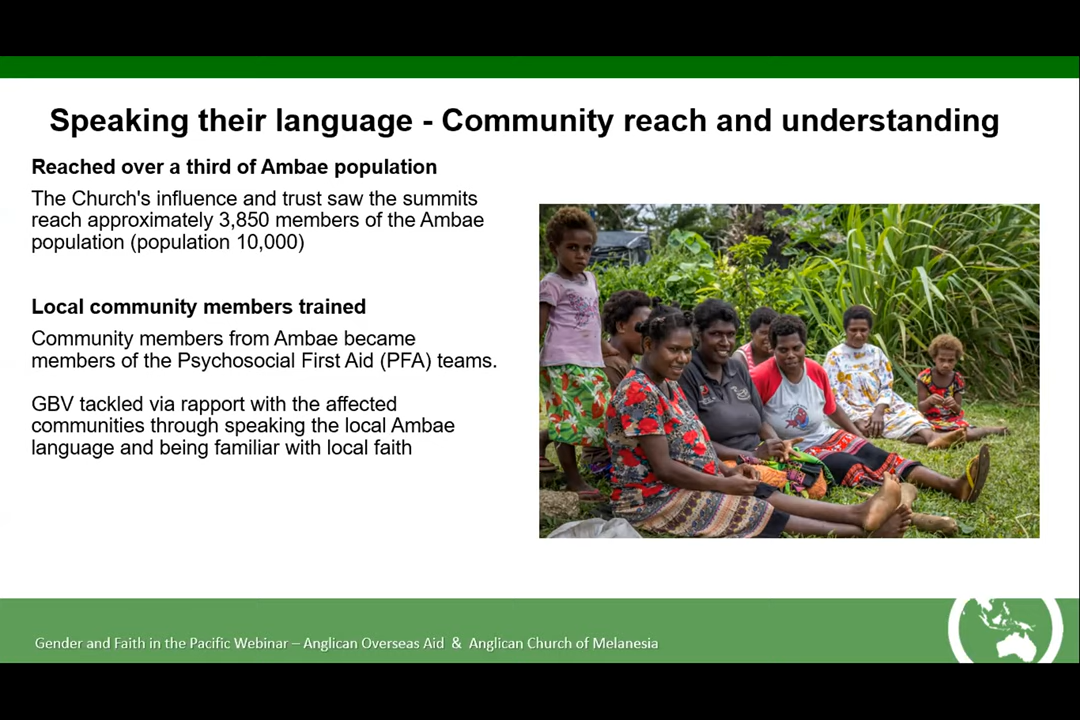 Speaking their language - Community reach and understanding
Reached over a third of Ambae population
The Church's influence and trust saw the summits
reach approximately 3,850 members of the Ambae
population (population 10,000)
Local community members trained
Community members from Ambae became
members of the Psychosocial First Aid (PFA) teams.
GBV tackled via rapport with the affected
communities through speaking the local Ambae
language and being familiar with local faith
Gender and Faith in the Pacific Webinar – Anglican Overseas Aid & Anglican Church of Melanesia